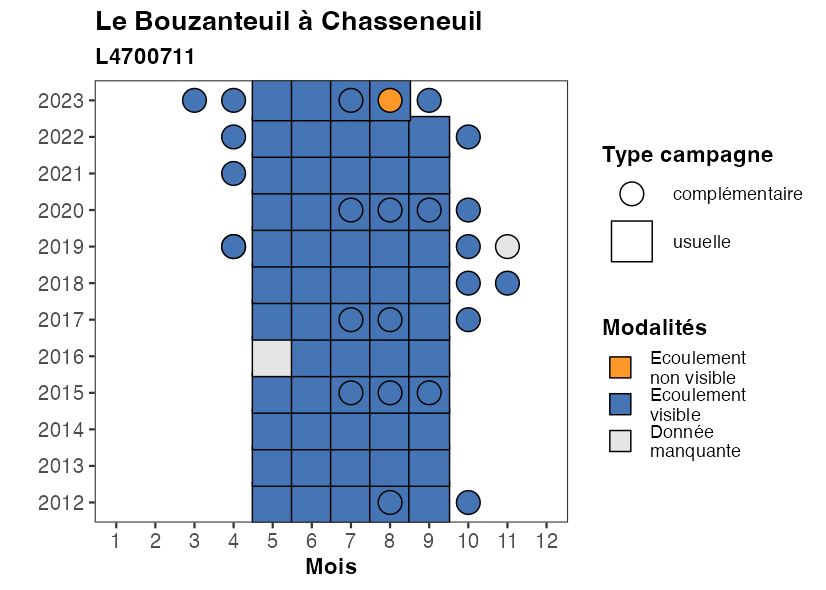 Le Bouzanteuil à Chasseneuil
L4700711
2023
2022
2021
2020
2019
2018
2017
2016
2015
2014
2013
2012
1 2 3 4 5 6 7 8 9 10 11 12
Mois
Type campagne
complémentaire
usuelle
Modalités
Ecoulement
non visible
Ecoulement
visible
Donnée
manquante